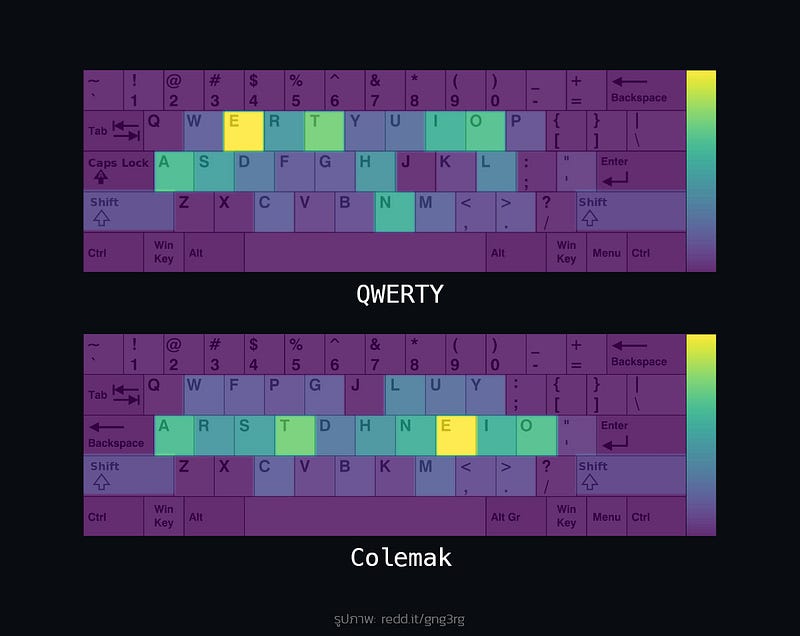 ~ ! @ # $ % ^ & * ( ) _ +
` 1 2 3 4 5 6 7 8 9 0 - = Backspace
Tab Q W E R T Y U I O P { } |
[ ] \
Caps Lock A S D F G H J K L : " Enter
; '
Shift Z X C V B N M < > ? Shift
, . /
Ctrl Win Key Alt Alt Win Key Menu Ctrl
QWERTY
~ ! @ # $ % ^ & * ( ) _ +
` 1 2 3 4 5 6 7 8 9 0 - = Backspace
Tab Q W F P G J L U Y : { } |
; [ ] \
Backspace A R S T D H N E I O " Enter
'
Shift Z X C V B K M < > ? Shift
, . /
Ctrl Win Key Alt Alt Gr Win Key Menu Ctrl
Colemak
รูปภาพ: redd.it/gng3rg